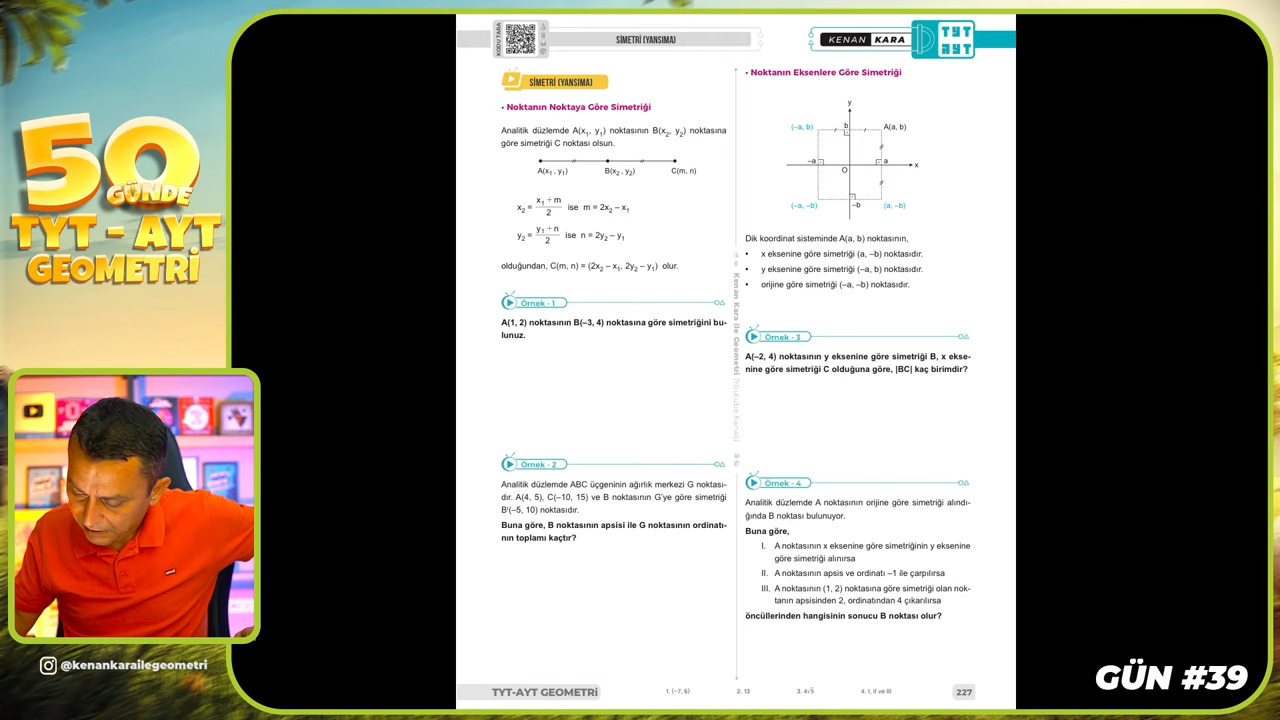 50
GÜNDE
TYT - AYT
GEOMETRİ
@kenankarailegeometri
GÜN #39
KODU TARA
SİMETRİ (YANSIMA)
KENAN KARA
TYT
AYT
SİMETRİ (YANSIMA)
• Noktanın Noktaya Göre Simetriği
Analitik düzlemde A(x₁, y₁) noktasının B(x₂, y₂) noktasına
göre simetriği C noktası olsun.
A(x₁ , y₁) B(x₂ , y₂) C(m, n)
x₂ = (x₁ + m)/2 ise m = 2x₂ – x₁
y₂ = (y₁ + n)/2 ise n = 2y₂ – y₁
olduğundan, C(m, n) = (2x₂ – x₁, 2y₂ – y₁) olur.
Örnek - 1
A(1, 2) noktasının B(–3, 4) noktasına göre simetriğini bu-
lunuz.
Örnek - 2
Analitik düzlemde ABC üçgeninin ağırlık merkezi G noktası-
dır. A(4, 5), C(–10, 15) ve B noktasının G'ye göre simetriği
B'(–5, 10) noktasıdır.
Buna göre, B noktasının apsisi ile G noktasının ordinatı-
nın toplamı kaçtır?
Kenan Kara ile Geometri (Youtube Kanalı)
• Noktanın Eksenlere Göre Simetriği
y
(–a, b) b A(a, b)
–a a x
O
(–a, –b) –b (a, –b)
Dik koordinat sisteminde A(a, b) noktasının,
• x eksenine göre simetriği (a, –b) noktasıdır.
• y eksenine göre simetriği (–a, b) noktasıdır.
• orijine göre simetriği (–a, –b) noktasıdır.
Örnek - 3
A(–2, 4) noktasının y eksenine göre simetriği B, x ekse-
nine göre simetriği C olduğuna göre, |BC| kaç birimdir?
Örnek - 4
Analitik düzlemde A noktasının orijine göre simetriği alındı-
ğında B noktası bulunuyor.
Buna göre,
I. A noktasının x eksenine göre simetriğinin y eksenine
göre simetriği alınırsa
II. A noktasının apsis ve ordinatı –1 ile çarpılırsa
III. A noktasının (1, 2) noktasına göre simetriği olan nok-
tanın apsisinden 2, ordinatından 4 çıkarılırsa
öncüllerinden hangisinin sonucu B noktası olur?
TYT-AYT GEOMETRİ 1. (–7, 6) 2. 13 3. 4√5 4. I, II ve III 227